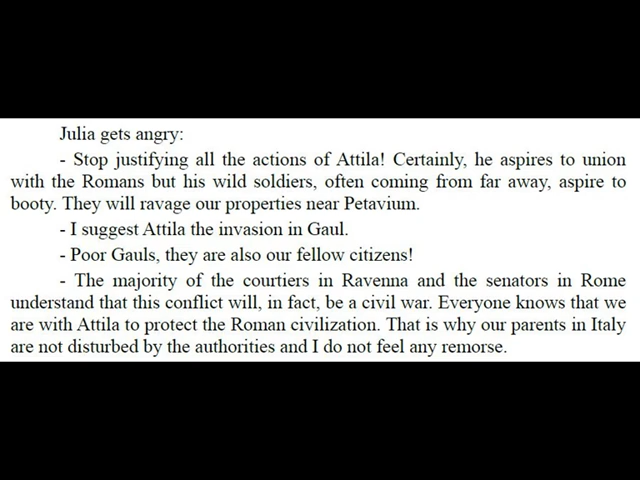 Julia gets angry:
- Stop justifying all the actions of Attila! Certainly, he aspires to union
with the Romans but his wild soldiers, often coming from far away, aspire to
booty. They will ravage our properties near Petavium.
- I suggest Attila the invasion in Gaul.
- Poor Gauls, they are also our fellow citizens!
- The majority of the courtiers in Ravenna and the senators in Rome
understand that this conflict will, in fact, be a civil war. Everyone knows that we
are with Attila to protect the Roman civilization. That is why our parents in Italy
are not disturbed by the authorities and I do not feel any remorse.